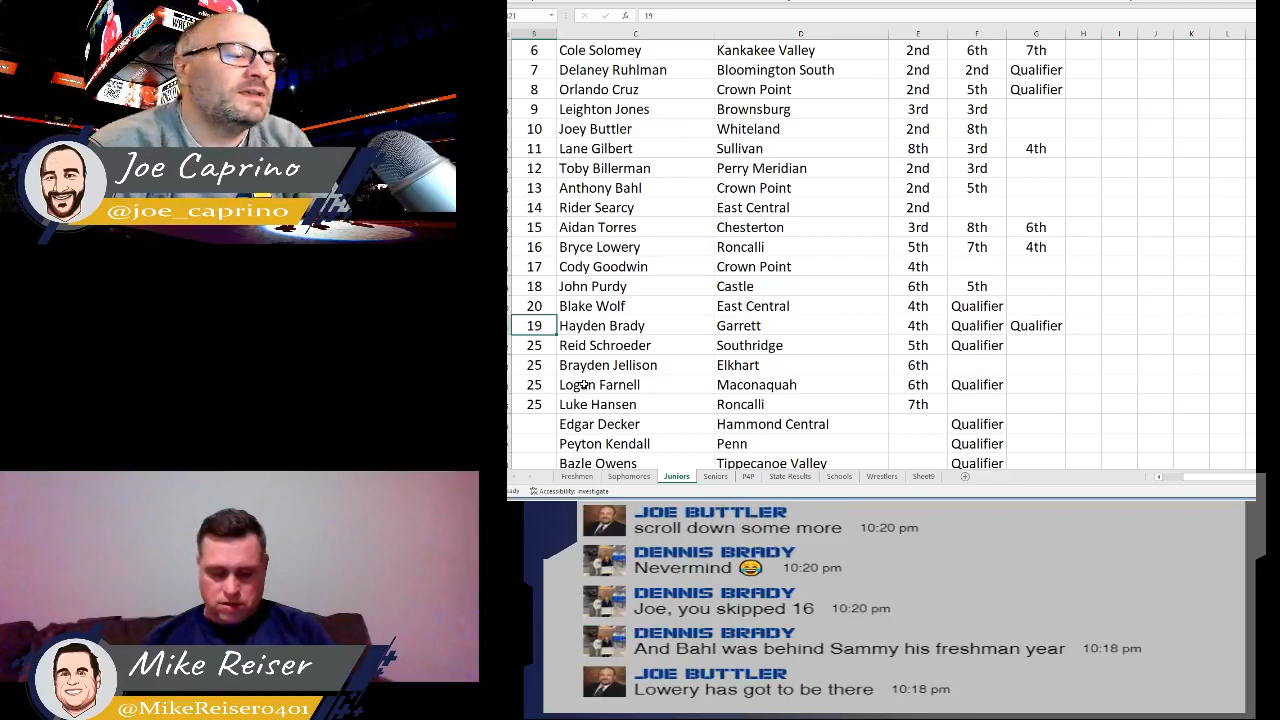 Joe Caprino
@joe_caprino
19
B C D E F G H I J K L
6 Cole Solomey Kankakee Valley 2nd 6th 7th
7 Delaney Ruhlman Bloomington South 2nd 2nd Qualifier
8 Orlando Cruz Crown Point 2nd 5th Qualifier
9 Leighton Jones Brownsburg 3rd 3rd
10 Joey Buttler Whiteland 2nd 8th
11 Lane Gilbert Sullivan 8th 3rd 4th
12 Toby Billerman Perry Meridian 2nd 3rd
13 Anthony Bahl Crown Point 2nd 5th
14 Rider Searcy East Central 2nd
15 Aidan Torres Chesterton 3rd 8th 6th
16 Bryce Lowery Roncalli 5th 7th 4th
17 Cody Goodwin Crown Point 4th
18 John Purdy Castle 6th 5th
20 Blake Wolf East Central 4th Qualifier
19 Hayden Brady Garrett 4th Qualifier Qualifier
25 Reid Schroeder Southridge 5th Qualifier
25 Brayden Jellison Elkhart 6th
25 Logan Farnell Maconaquah 6th Qualifier
25 Luke Hansen Roncalli 7th
Edgar Decker Hammond Central Qualifier
Peyton Kendall Penn Qualifier
Bazle Owens Tippecanoe Valley Qualifier
Freshmen Sophomores Juniors Seniors P4P State Results Schools Wrestlers Sheet9
Accessibility: Investigate
JOE BUTTLER
scroll down some more 10:20 pm
DENNIS BRADY
Nevermind 😂 10:20 pm
DENNIS BRADY
Joe, you skipped 16 10:20 pm
DENNIS BRADY
And Bahl was behind Sammy his freshman year 10:18 pm
JOE BUTTLER
Lowery has got to be there 10:18 pm
Mike Reiser
@MikeReiser0401